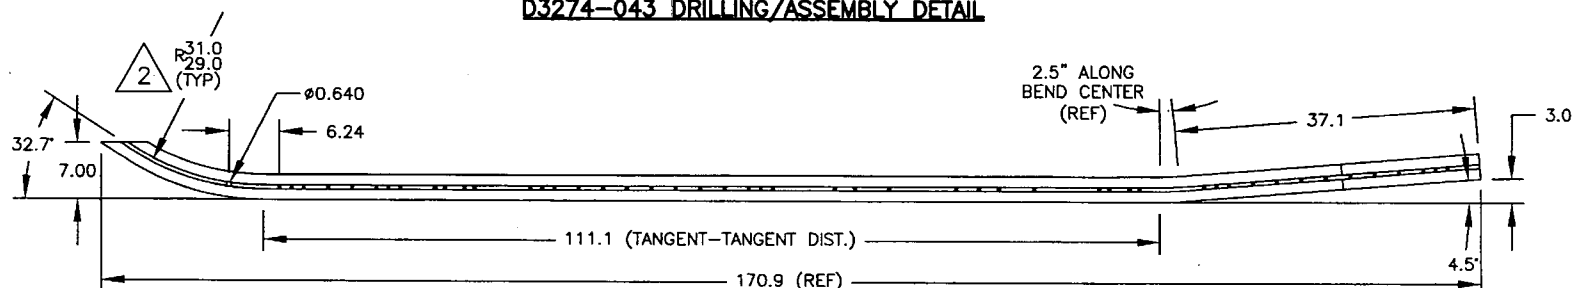 D3274-043 DRILLING/ASSEMBLY DETAIL
R31.0
29.0
(TYP)
2
ø0.640
2.5" ALONG
BEND CENTER
(REF)
6.24
37.1
3.0
32.7°
7.00
111.1 (TANGENT-TANGENT DIST.)
4.5°
170.9 (REF)